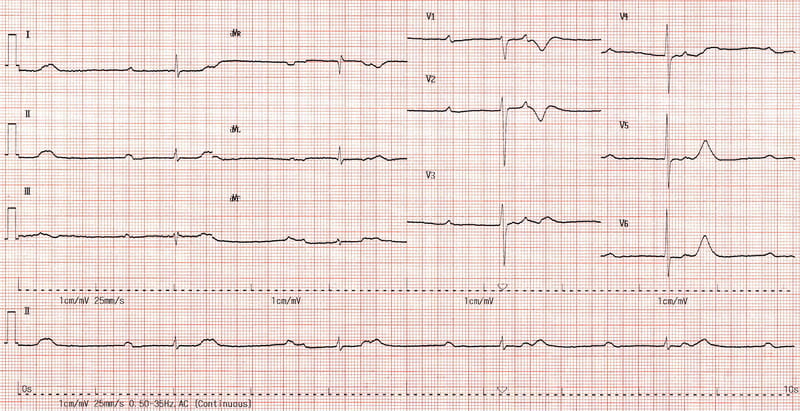 I
aVR
V1
V4
V2
II
aVL
V5
V3
III
aVF
V6
1cm/mV 25mm/s
1cm/mV
1cm/mV
1cm/mV
II
0s
10s
1cm/mV 25mm/s 0.50-35Hz,AC (Continuous)